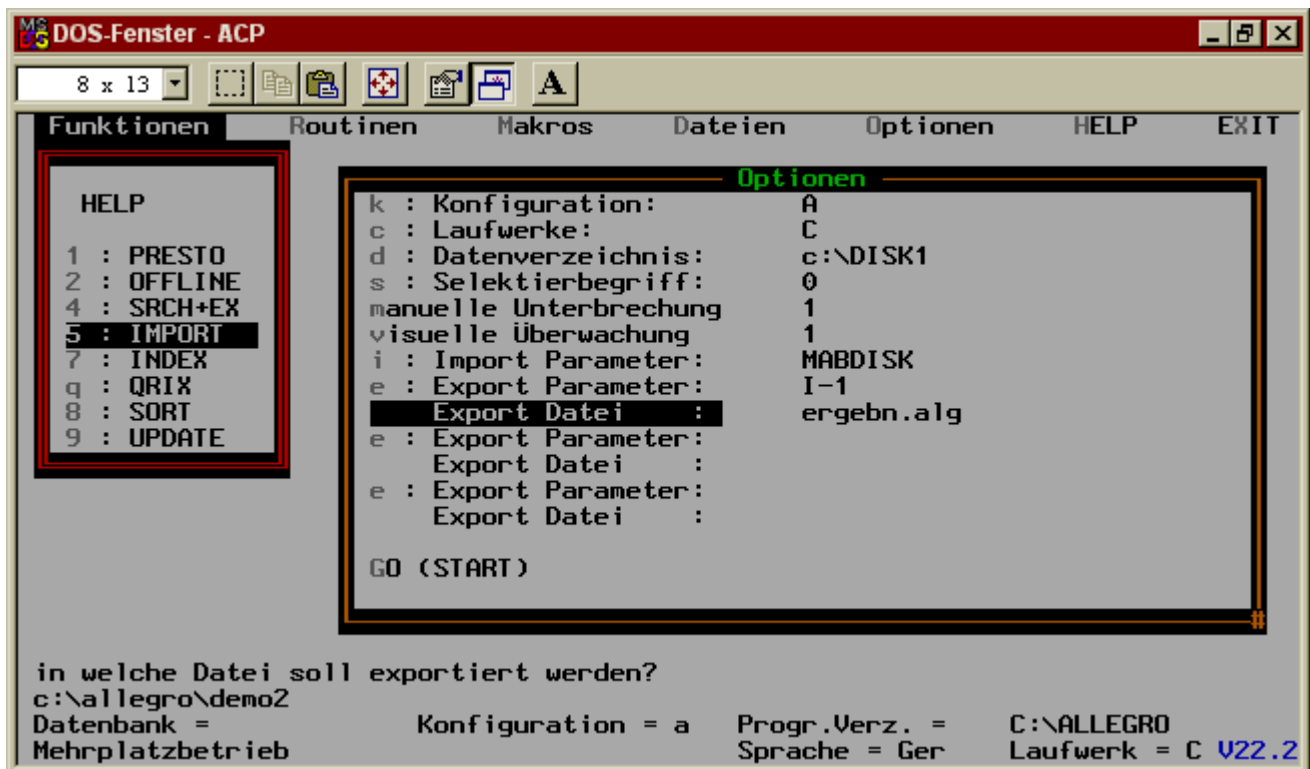 DOS-Fenster - ACP
8 x 13
A
Funktionen Routinen Makros Dateien Optionen HELP EXIT
HELP
1 : PRESTO
2 : OFFLINE
4 : SRCH+EX
5 : IMPORT
7 : INDEX
q : QRIX
8 : SORT
9 : UPDATE
Optionen
k : Konfiguration: A
c : Laufwerke: C
d : Datenverzeichnis: c:\DISK1
s : Selektierbegriff: 0
manuelle Unterbrechung 1
visuelle Überwachung 1
i : Import Parameter: MABDISK
e : Export Parameter: I-1
Export Datei : ergebn.alg
e : Export Parameter:
Export Datei :
e : Export Parameter:
Export Datei :
GO (START)
#
in welche Datei soll exportiert werden?
c:\allegro\demo2
Datenbank = Konfiguration = a Progr.Verz. = C:\ALLEGRO
Mehrplatzbetrieb Sprache = Ger Laufwerk = C V22.2